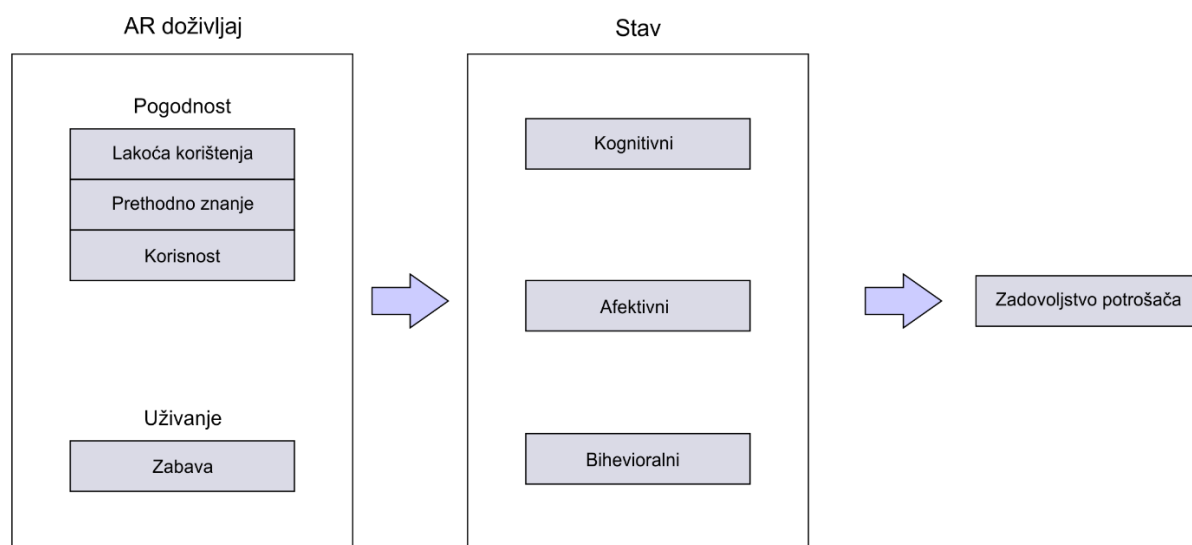 AR doživljaj
Pogodnost
Lakoća korištenja
Prethodno znanje
Korisnost
Uživanje
Zabava
Stav
Kognitivni
Afektivni
Bihevioralni
Zadovoljstvo potrošača